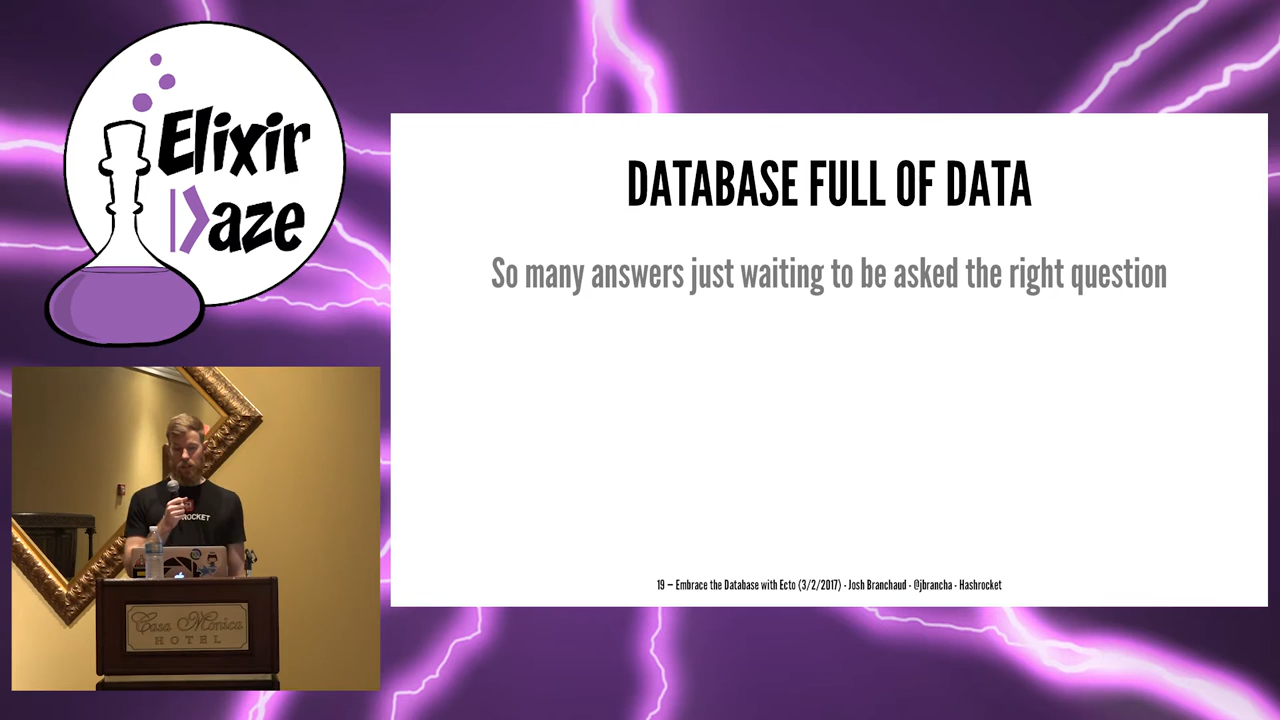 Elixir
Daze
DATABASE FULL OF DATA
So many answers just waiting to be asked the right question
19 — Embrace the Database with Ecto (3/2/2017) - Josh Branchaud - @jbrancha - Hashrocket
ROCKET
Casa Monica
HOTEL